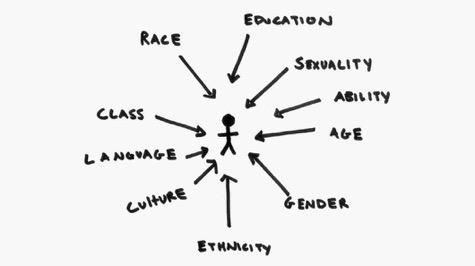 EDUCATION
RACE
SEXUALITY
ABILITY
CLASS
AGE
LANGUAGE
CULTURE
GENDER
ETHNICITY